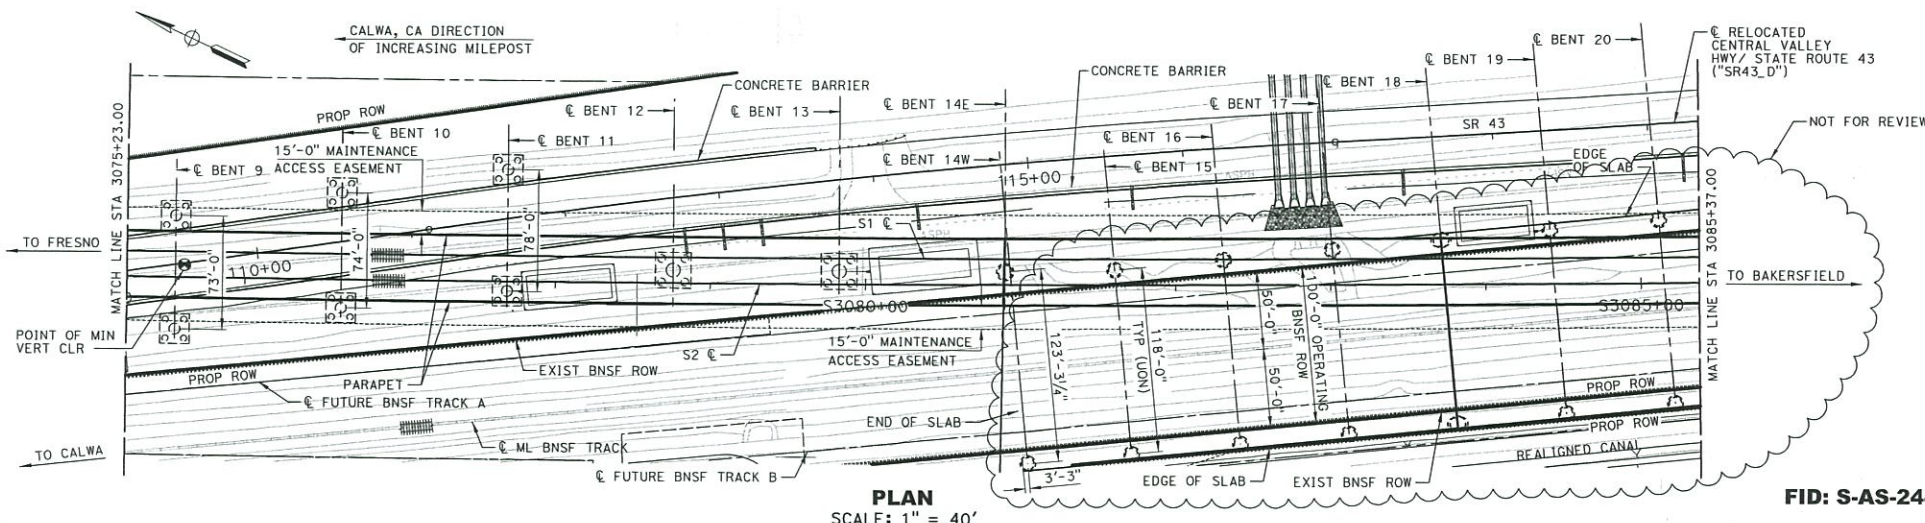 CALWA, CA DIRECTION
OF INCREASING MILEPOST
℄ BENT 20
℄ RELOCATED
CENTRAL VALLEY
HWY/ STATE ROUTE 43
("SR43_D")
℄ BENT 19
℄ BENT 18
CONCRETE BARRIER
CONCRETE BARRIER
℄ BENT 17
℄ BENT 14E
℄ BENT 13
℄ BENT 12
PROP ROW
℄ BENT 10
℄ BENT 11
℄ BENT 16
SR 43
NOT FOR REVIEW
15'-0" MAINTENANCE
ACCESS EASEMENT
℄ BENT 9
℄ BENT 14W
℄ BENT 15
EDGE
OF SLAB
115+00
ASPH
MATCH LINE STA 3075+23.00
MATCH LINE STA 3085+37.00
S1 ℄
ASPH
TO FRESNO
73'-0"
74'-0"
78'-0"
110+00
TO BAKERSFIELD
S3080+00
S3085+00
POINT OF MIN
VERT CLR
15'-0" MAINTENANCE
ACCESS EASEMENT
S2 ℄
EXIST BNSF ROW
PROP ROW
PARAPET
℄ FUTURE BNSF TRACK A
123'-3¼"
118'-0"
TYP (UON)
50'-0"
50'-0"
100'-0" OPERATING
BNSF ROW
PROP ROW
PROP ROW
END OF SLAB
℄ ML BNSF TRACK
TO CALWA
℄ FUTURE BNSF TRACK B
3'-3"
EDGE OF SLAB
EXIST BNSF ROW
REALIGNED CANAL
PLAN
SCALE: 1" = 40'
FID: S-AS-24